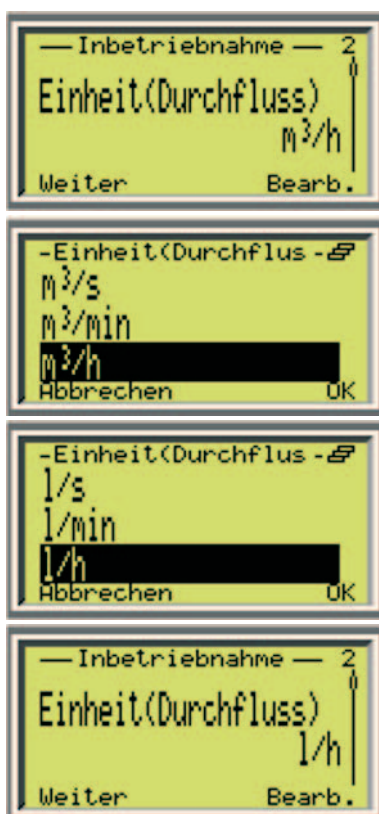 Inbetriebnahme 2
Einheit(Durchfluss)
m³/h
Weiter Bearb.
-Einheit(Durchflus-
m³/s
m³/min
m³/h
Abbrechen OK
-Einheit(Durchflus-
l/s
l/min
l/h
Abbrechen OK
Inbetriebnahme 2
Einheit(Durchfluss)
l/h
Weiter Bearb.